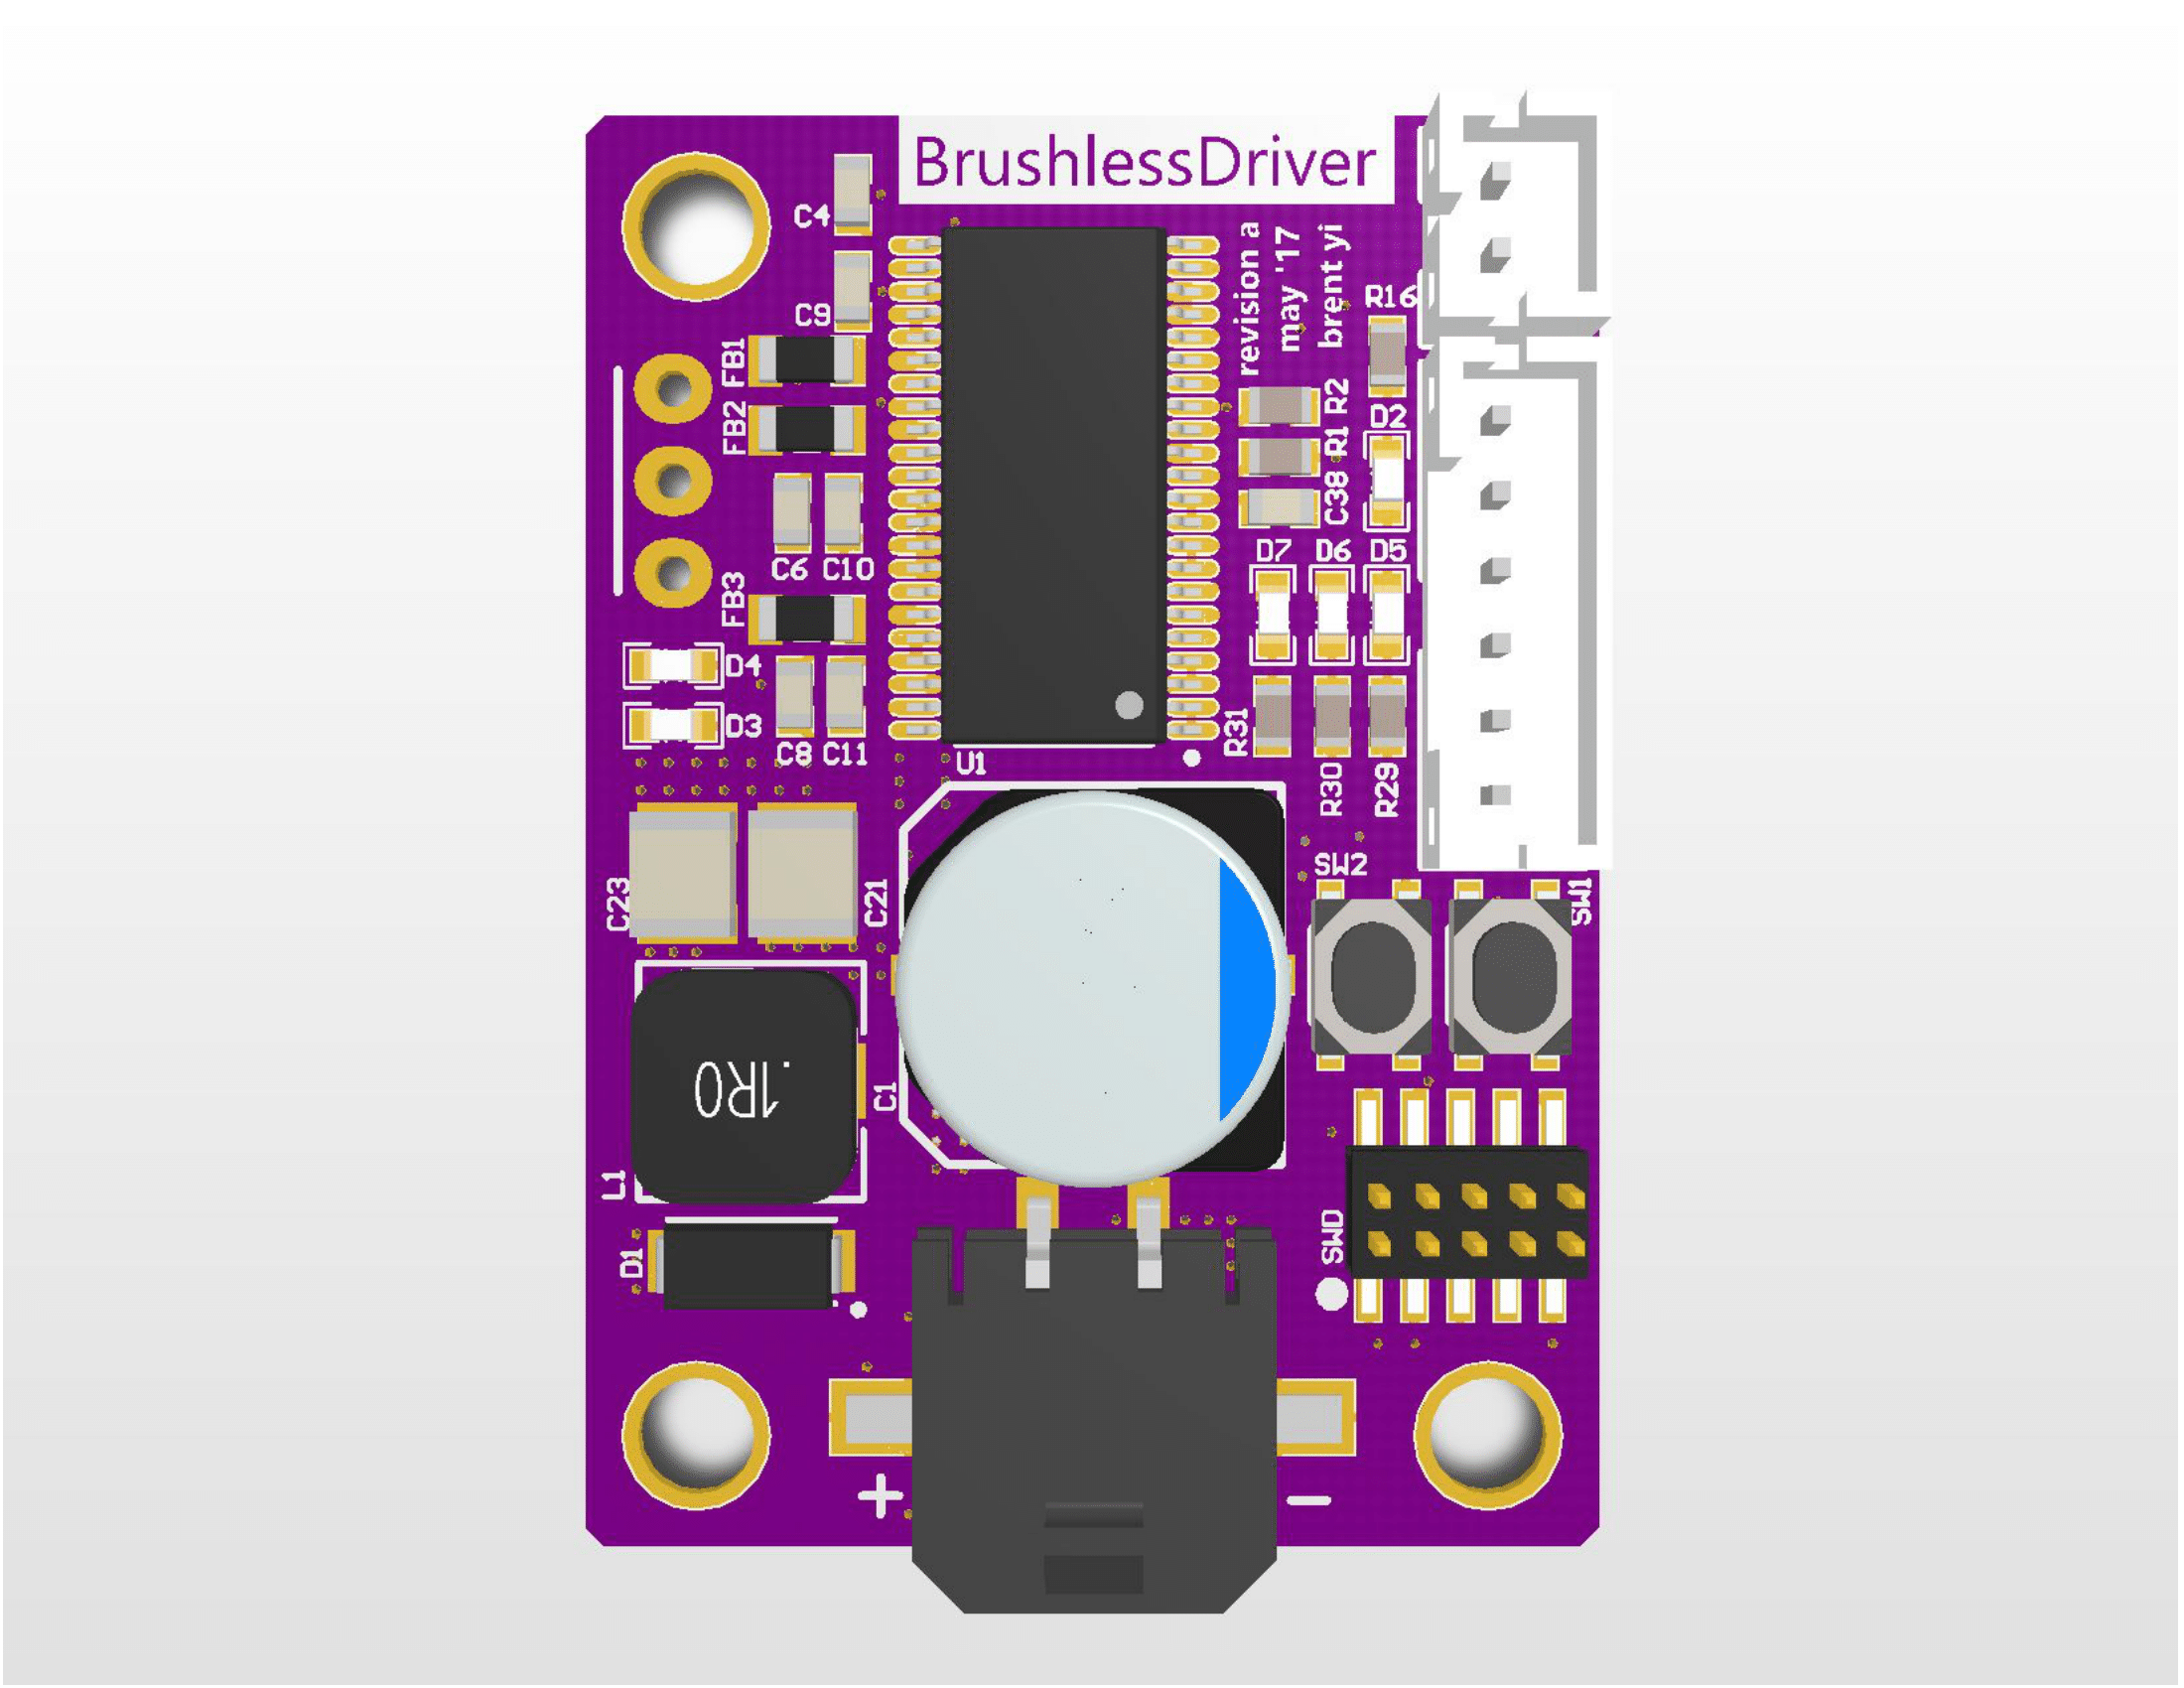 BrushlessDriver
revision a
may '17
brent yi
C4
C9
R16
FB1
FB2
R2
R1
C38
D2
C6
C10
D7
D6
D5
FB3
D4
D3
C8
C11
U1
R31
R30
R29
C23
C21
SW2
SW1
.1R0
C1
L1
D1
SWD
+
-